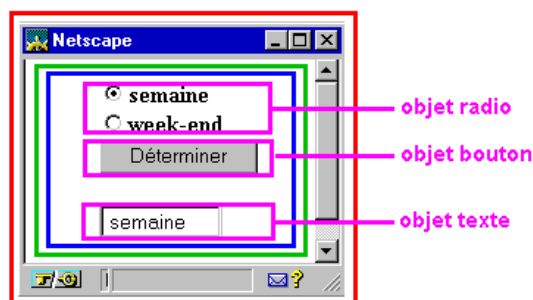 Netscape
semaine
week-end
objet radio
Déterminer
objet bouton
semaine
objet texte
?